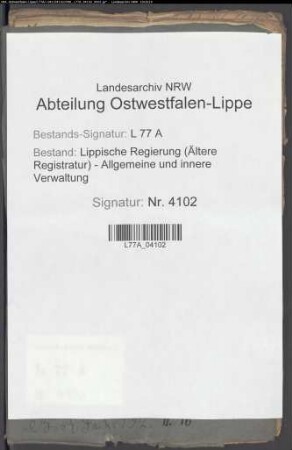 Landesarchiv NRW
Abteilung Ostwestfalen-Lippe
Bestands-Signatur: L 77 A
Bestand: Lippische Regierung (Ältere
Registratur) - Allgemeine und innere
Verwaltung
Signatur: Nr. 4102
L77A_04102